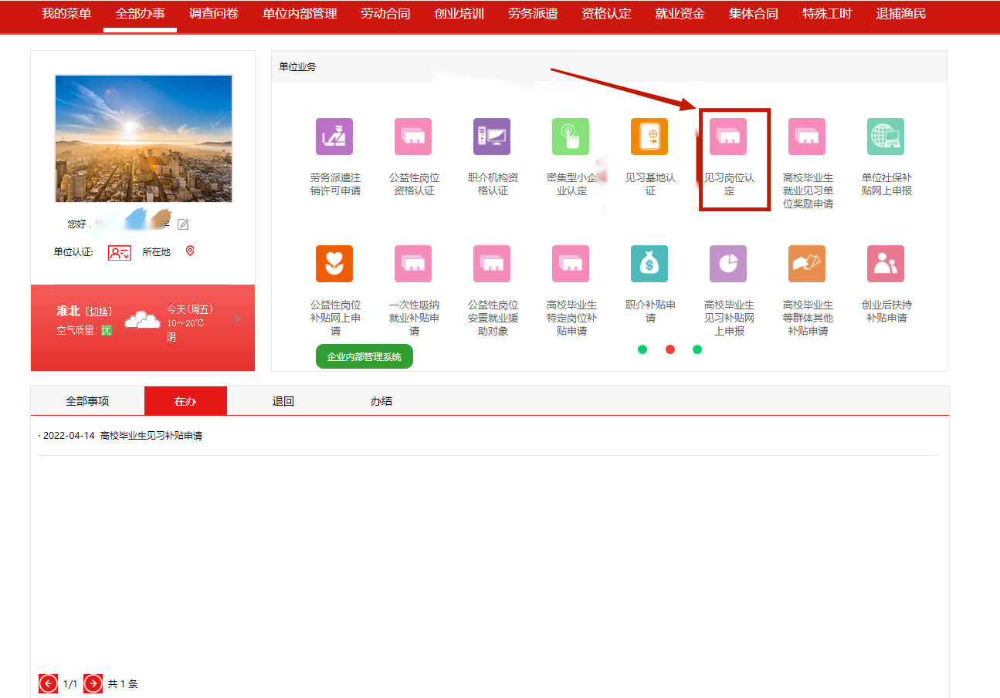 我的菜单 全部办事 调查问卷 单位内部管理 劳动合同 创业培训 劳务派遣 资格认定 就业资金 集体合同 特殊工时 退捕渔民
您好，
单位认证: 所在地
淮北 [切换]
空气质量: 优
今天(周五)
10～20℃
阴
»
单位业务
劳务派遣注
销许可申请
公益性岗位
资格认证
职介机构资
格认证
密集型小企
业认定
见习基地认
证
见习岗位认
定
高校毕业生
就业见习单
位奖励申请
单位社保补
贴网上申报
公益性岗位
补贴网上申
请
一次性吸纳
就业补贴申
请
公益性岗位
安置就业援
助对象
高校毕业生
特定岗位补
贴申请
职介补贴申
请
高校毕业生
见习补贴网
上申报
高校毕业生
等群体其他
补贴申请
创业后扶持
补贴申请
企业内部管理系统
全部事项 在办 退回 办结
· 2022-04-14 高校毕业生见习补贴申请
1/1 共 1 条